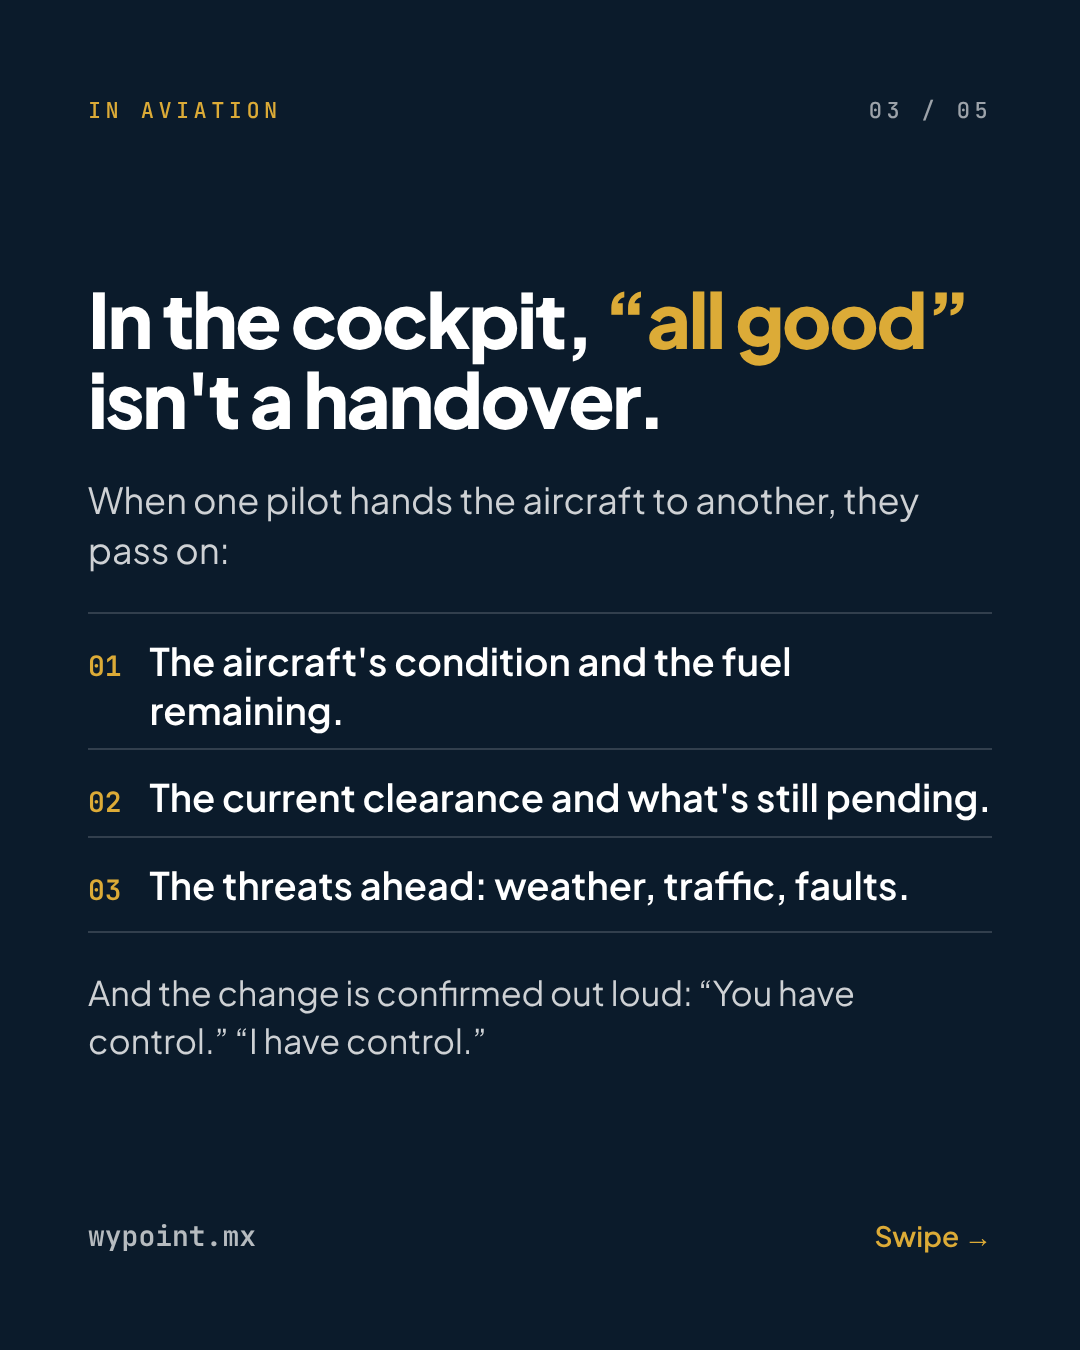 IN AVIATION
03 / 05
In the cockpit, “all good”
isn't a handover.
When one pilot hands the aircraft to another, they
pass on:
01 The aircraft's condition and the fuel
remaining.
02 The current clearance and what's still pending.
03 The threats ahead: weather, traffic, faults.
And the change is confirmed out loud: “You have
control.” “I have control.”
wypoint.mx
Swipe →